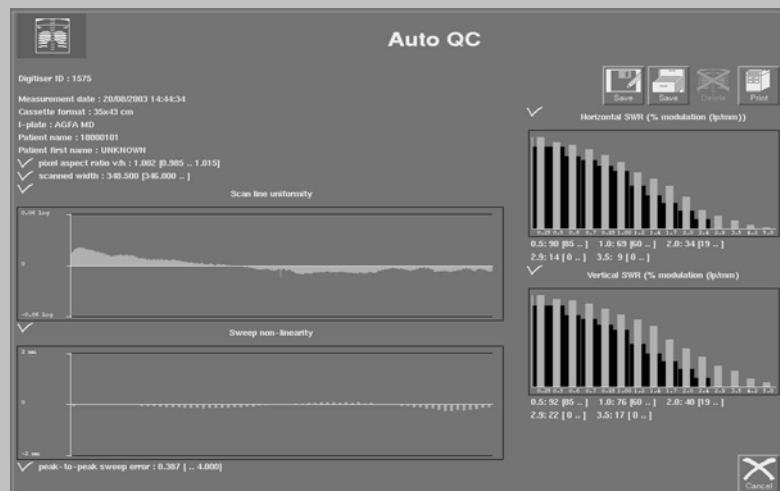 Auto QC
Digitiser ID : 1575
Measurement date : 20/08/2003 14:44:34
Cassette format : 35x43 cm
I-plate : AGFA MD
Patient name : 18000101
Patient first name : UNKNOWN
pixel aspect ratio v/h : 1.002 [0.985 .. 1.015]
scanned width : 348.500 [346.000 .. ]
Scan line uniformity
0
Sweep non-linearity
2 mm
0
-2 mm
peak-to-peak sweep error : 0.387 [ .. 4.000]
Save
Save
Delete
Print
Horizontal SWR (% modulation (lp/mm))
0.5: 90 [85 .. ] 1.0: 69 [60 .. ] 2.0: 34 [19 .. ]
2.9: 14 [ 0 .. ] 3.5: 9 [ 0 .. ]
Vertical SWR (% modulation (lp/mm)
0.5: 92 [85 .. ] 1.0: 76 [60 .. ] 2.0: 40 [19 .. ]
2.9: 22 [ 0 .. ] 3.5: 17 [ 0 .. ]
Cancel